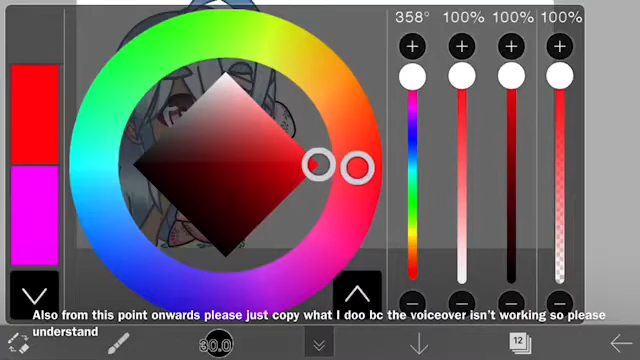 358° 100% 100% 100%
Also from this point onwards please just copy what I doo bc the voiceover isn't working so please
understand
30.0
12